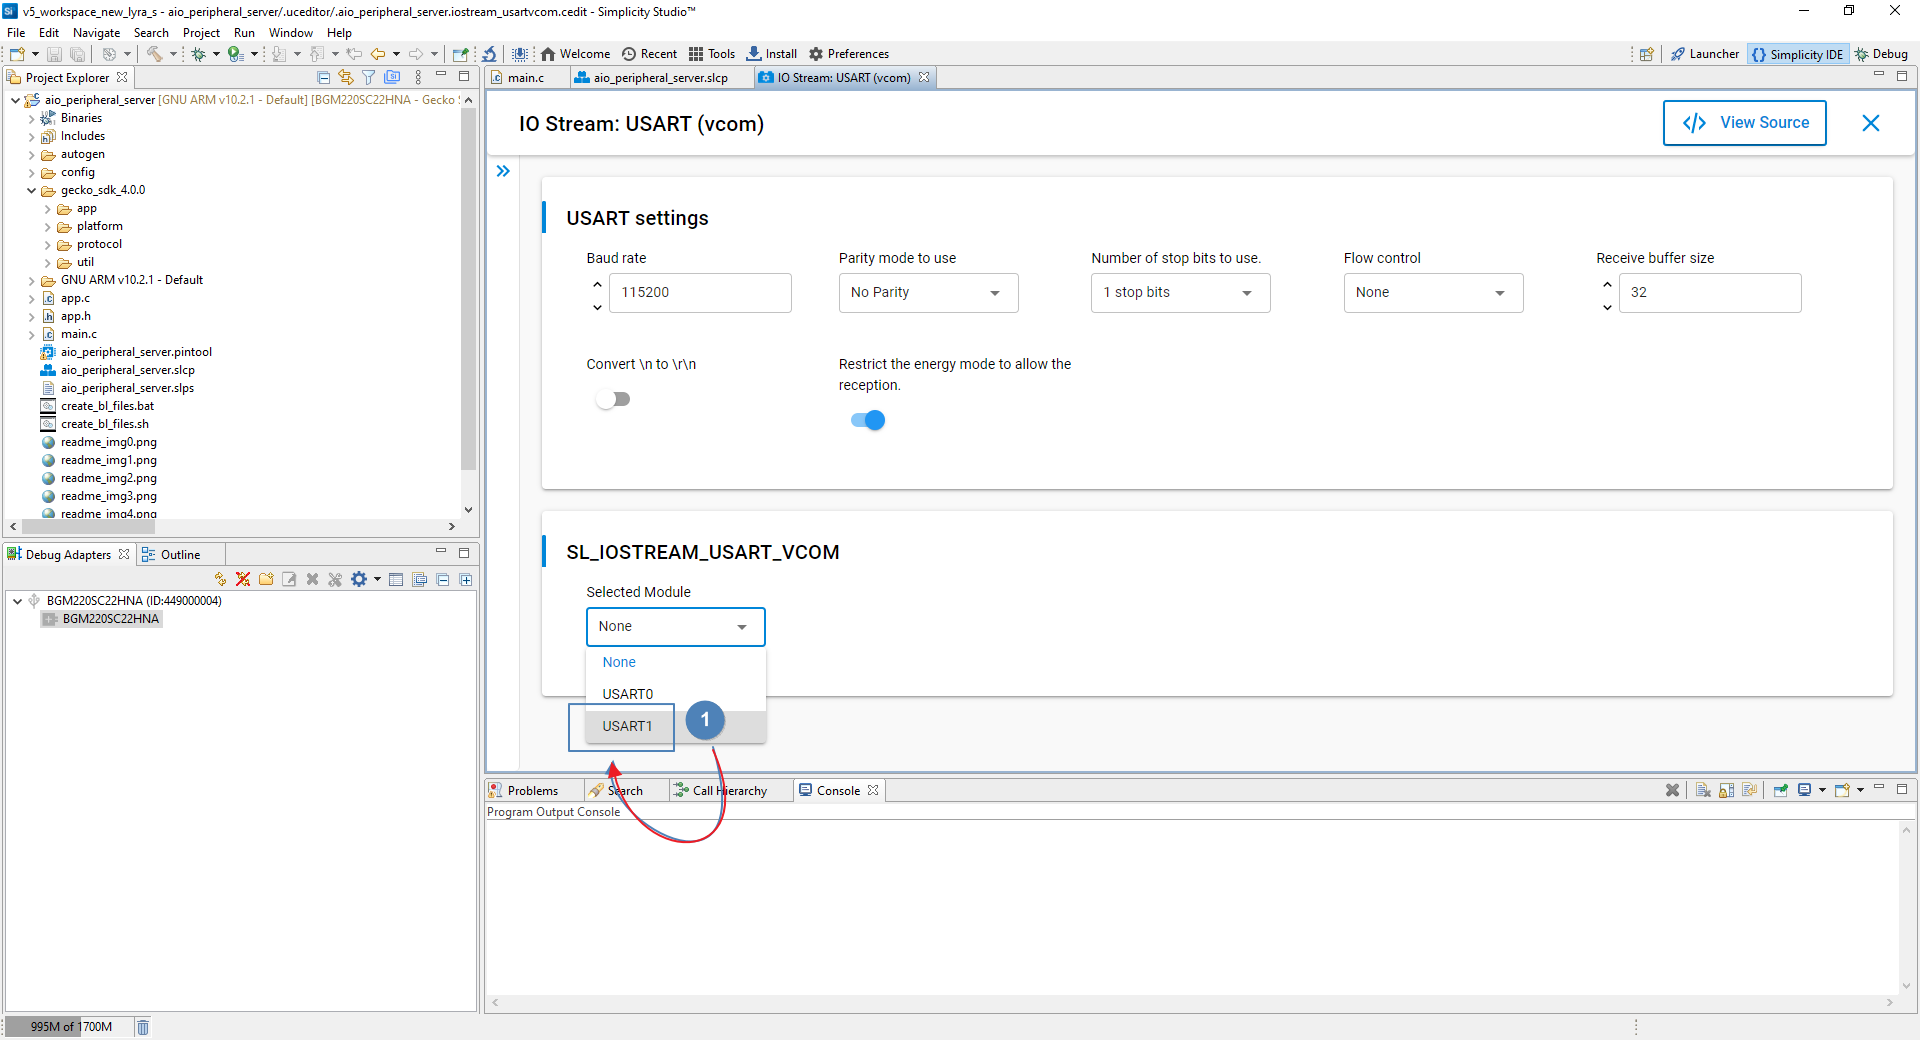 v5_workspace_new_lyra_s - aio_peripheral_server/.uceditor/.aio_peripheral_server.iostream_usartvcom.cedit - Simplicity Studio™
File Edit Navigate Search Project Run Window Help
Welcome Recent Tools Install Preferences
Launcher {} Simplicity IDE Debug
Project Explorer
main.c
aio_peripheral_server.slcp
IO Stream: USART (vcom)
aio_peripheral_server [GNU ARM v10.2.1 - Default] [BGM220SC22HNA - Gecko
Binaries
Includes
autogen
config
gecko_sdk_4.0.0
app
platform
protocol
util
GNU ARM v10.2.1 - Default
app.c
app.h
main.c
aio_peripheral_server.pintool
aio_peripheral_server.slcp
aio_peripheral_server.slps
create_bl_files.bat
create_bl_files.sh
readme_img0.png
readme_img1.png
readme_img2.png
readme_img3.png
readme_img4.png
IO Stream: USART (vcom)
</> View Source
USART settings
Baud rate
115200
Parity mode to use
No Parity
Number of stop bits to use.
1 stop bits
Flow control
None
Receive buffer size
32
Convert \n to \r\n
Restrict the energy mode to allow the
reception.
SL_IOSTREAM_USART_VCOM
Selected Module
None
None
USART0
USART1
1
Debug Adapters
Outline
BGM220SC22HNA (ID:449000004)
BGM220SC22HNA
Problems
Search
Call Hierarchy
Console
Program Output Console
995M of 1700M